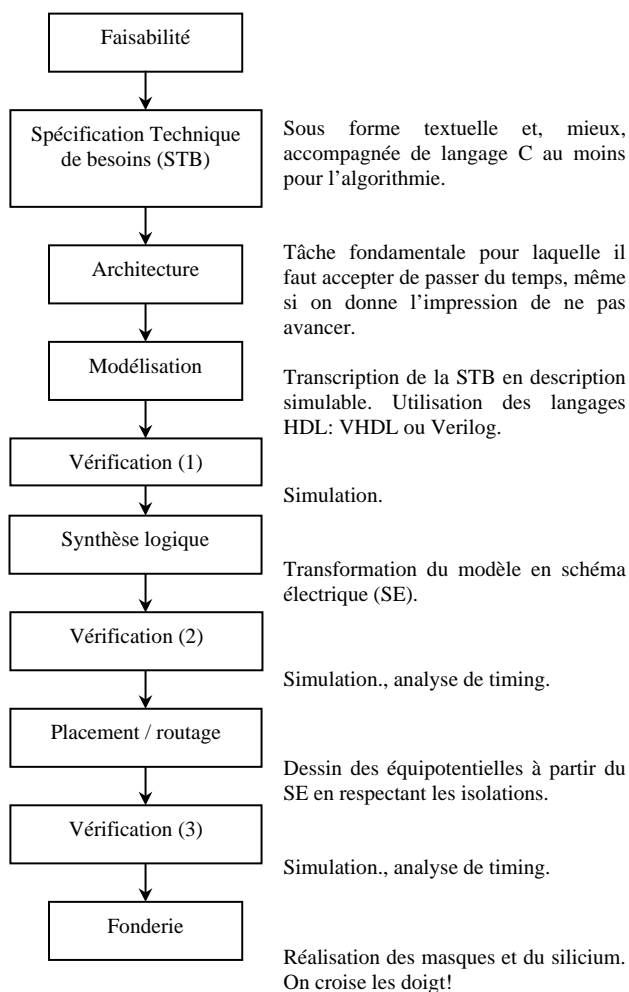 Faisabilité
Spécification Technique
de besoins (STB)
Sous forme textuelle et, mieux,
accompagnée de langage C au moins
pour l’algorithmie.
Architecture
Tâche fondamentale pour laquelle il
faut accepter de passer du temps, même
si on donne l’impression de ne pas
avancer.
Modélisation
Transcription de la STB en description
simulable. Utilisation des langages
HDL: VHDL ou Verilog.
Vérification (1)
Simulation.
Synthèse logique
Transformation du modèle en schéma
électrique (SE).
Vérification (2)
Simulation., analyse de timing.
Placement / routage
Dessin des équipotentielles à partir du
SE en respectant les isolations.
Vérification (3)
Simulation., analyse de timing.
Fonderie
Réalisation des masques et du silicium.
On croise les doigt!